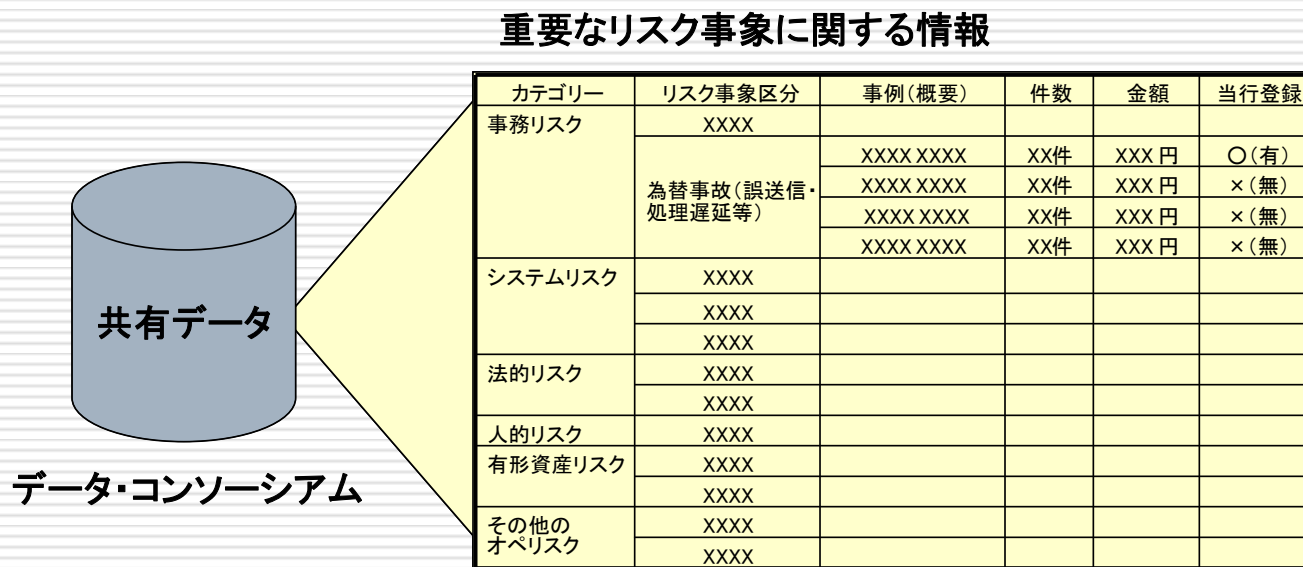 重要なリスク事象に関する情報
カテゴリー リスク事象区分 事例(概要) 件数 金額 当行登録
事務リスク XXXX
為替事故(誤送信・
処理遅延等)
XXXX XXXX XX件 XXX 円 〇(有)
XXXX XXXX XX件 XXX 円 ×(無)
XXXX XXXX XX件 XXX 円 ×(無)
XXXX XXXX XX件 XXX 円 ×(無)
システムリスク XXXX
XXXX
XXXX
法的リスク XXXX
XXXX
人的リスク XXXX
有形資産リスク XXXX
XXXX
その他の
オペリスク
XXXX
XXXX
共有データ
データ・コンソーシアム